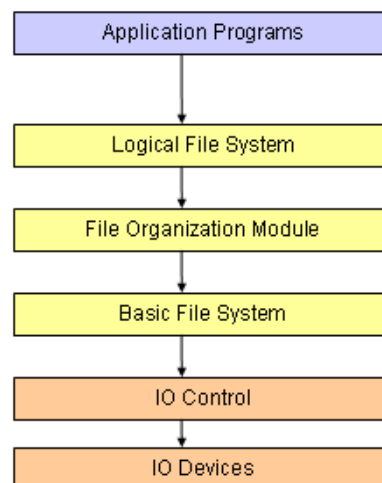 Application Programs
Logical File System
File Organization Module
Basic File System
IO Control
IO Devices